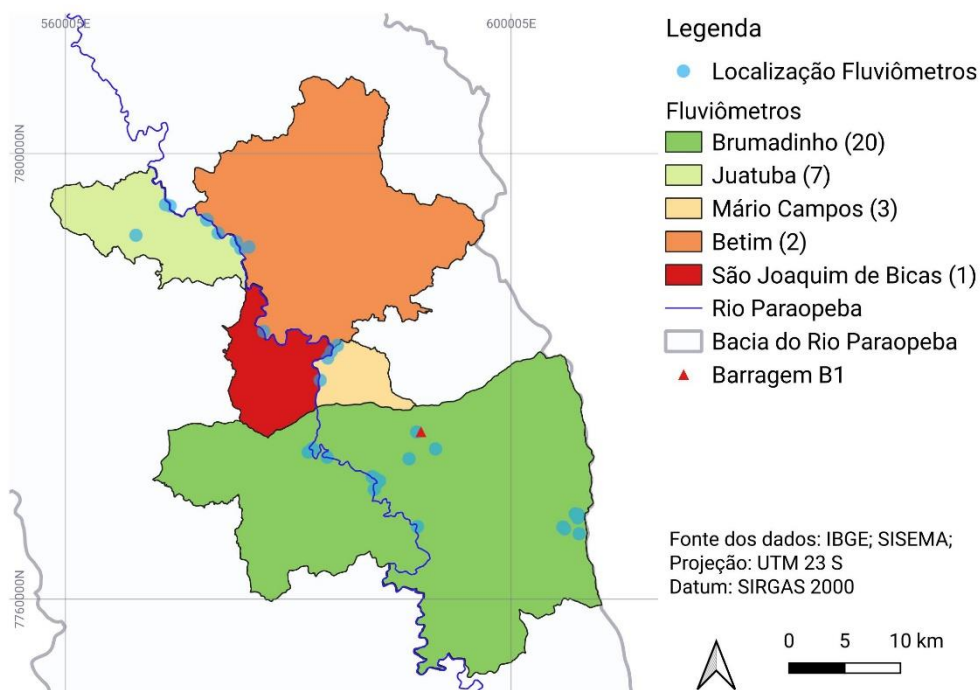 560005E
600005E
7800000N
7760000N
Legenda
Localização Fluviômetros
Fluviômetros
Brumadinho (20)
Juatuba (7)
Mário Campos (3)
Betim (2)
São Joaquim de Bicas (1)
Rio Paraopeba
Bacia do Rio Paraopeba
Barragem B1
Fonte dos dados: IBGE; SISEMA;
Projeção: UTM 23 S
Datum: SIRGAS 2000
0 5 10 km